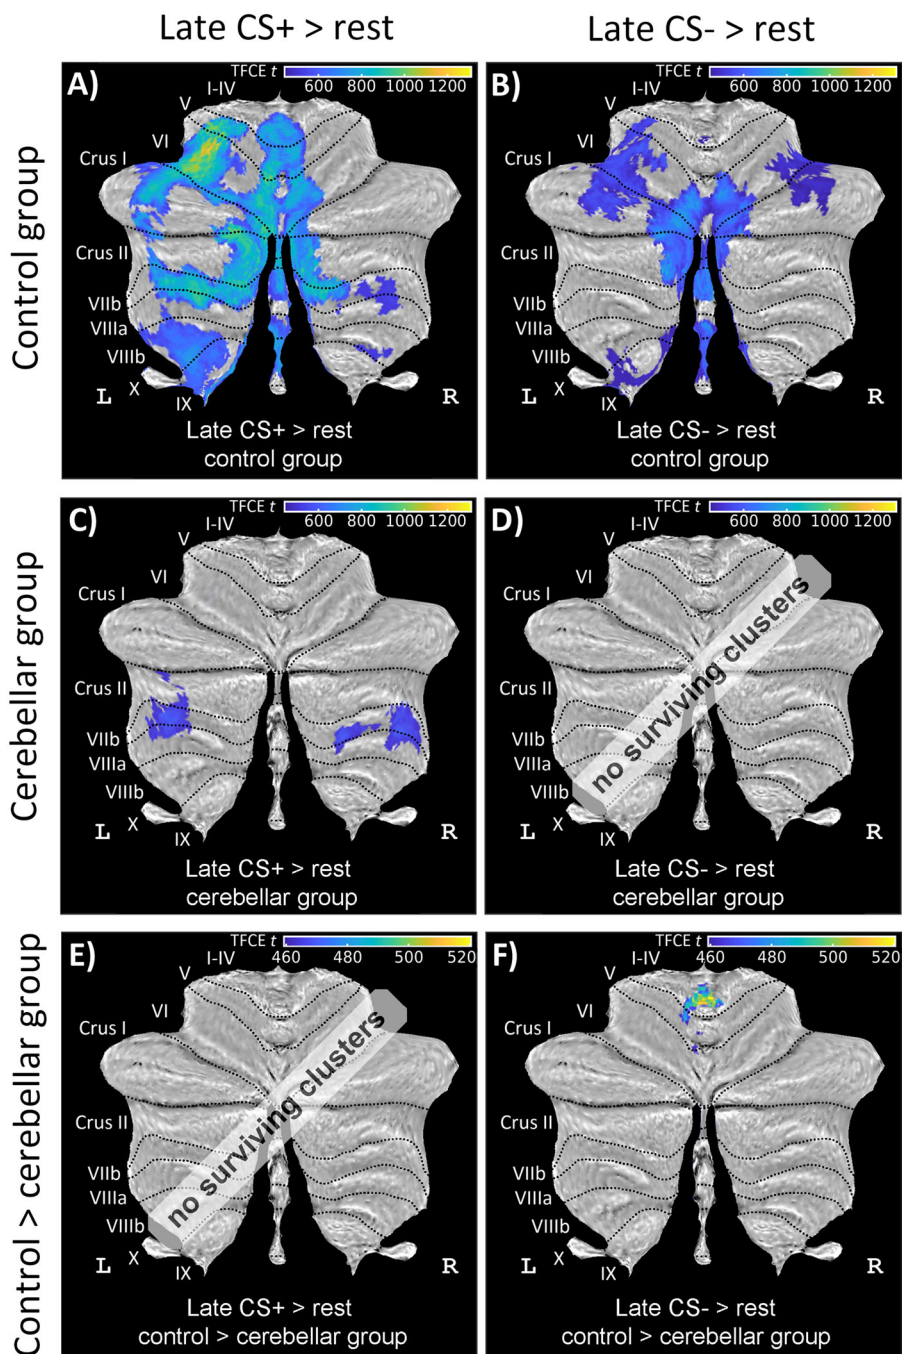 Late CS+ > rest
Late CS- > rest
Control group
A)
TFCE t
600 800 1000 1200
I-IV
V
VI
Crus I
Crus II
VIIb
VIIIa
VIIIb
X
IX
L
R
Late CS+ > rest
control group
B)
TFCE t
600 800 1000 1200
I-IV
V
VI
Crus I
Crus II
VIIb
VIIIa
VIIIb
X
IX
L
R
Late CS- > rest
control group
Cerebellar group
C)
TFCE t
600 800 1000 1200
I-IV
V
VI
Crus I
Crus II
VIIb
VIIIa
VIIIb
X
IX
L
R
Late CS+ > rest
cerebellar group
D)
TFCE t
600 800 1000 1200
I-IV
V
VI
Crus I
Crus II
VIIb
VIIIa
VIIIb
X
IX
L
R
no surviving clusters
Late CS- > rest
cerebellar group
Control > cerebellar group
E)
TFCE t
460 480 500 520
I-IV
V
VI
Crus I
Crus II
VIIb
VIIIa
VIIIb
X
IX
L
R
no surviving clusters
Late CS+ > rest
control > cerebellar group
F)
TFCE t
460 480 500 520
I-IV
V
VI
Crus I
Crus II
VIIb
VIIIa
VIIIb
X
IX
L
R
Late CS- > rest
control > cerebellar group